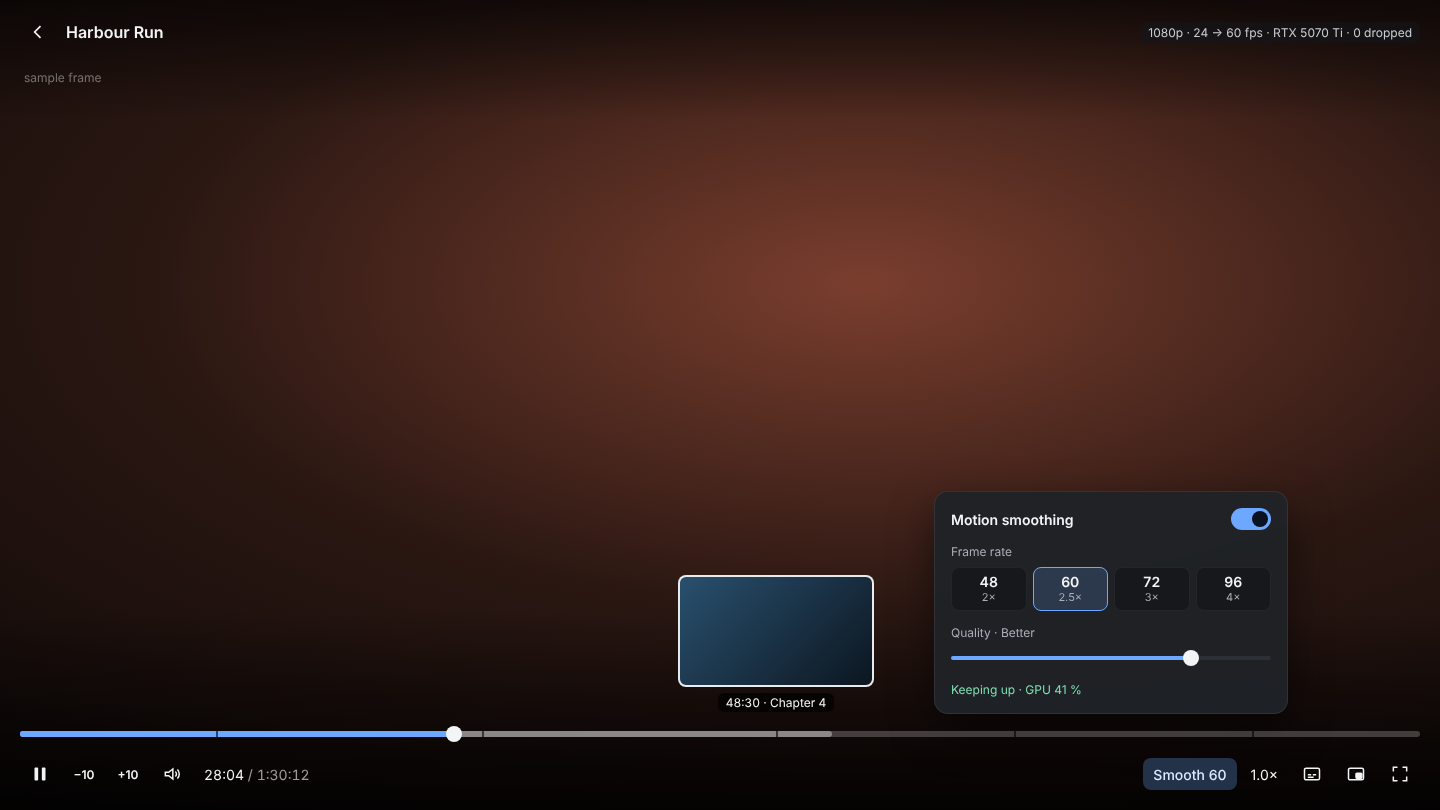 Harbour Run
1080p · 24 → 60 fps · RTX 5070 Ti · 0 dropped
sample frame
Motion smoothing
Frame rate
48
2×
60
2.5×
72
3×
96
4×
Quality · Better
Keeping up · GPU 41 %
48:30 · Chapter 4
−10
+10
28:04 / 1:30:12
Smooth 60
1.0×